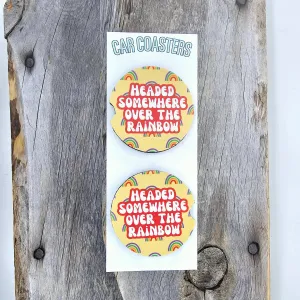 CAR COASTERS
HEADED
SOMEWHERE
OVER THE
RAINBOW
HEADED
SOMEWHERE
OVER THE
RAINBOW